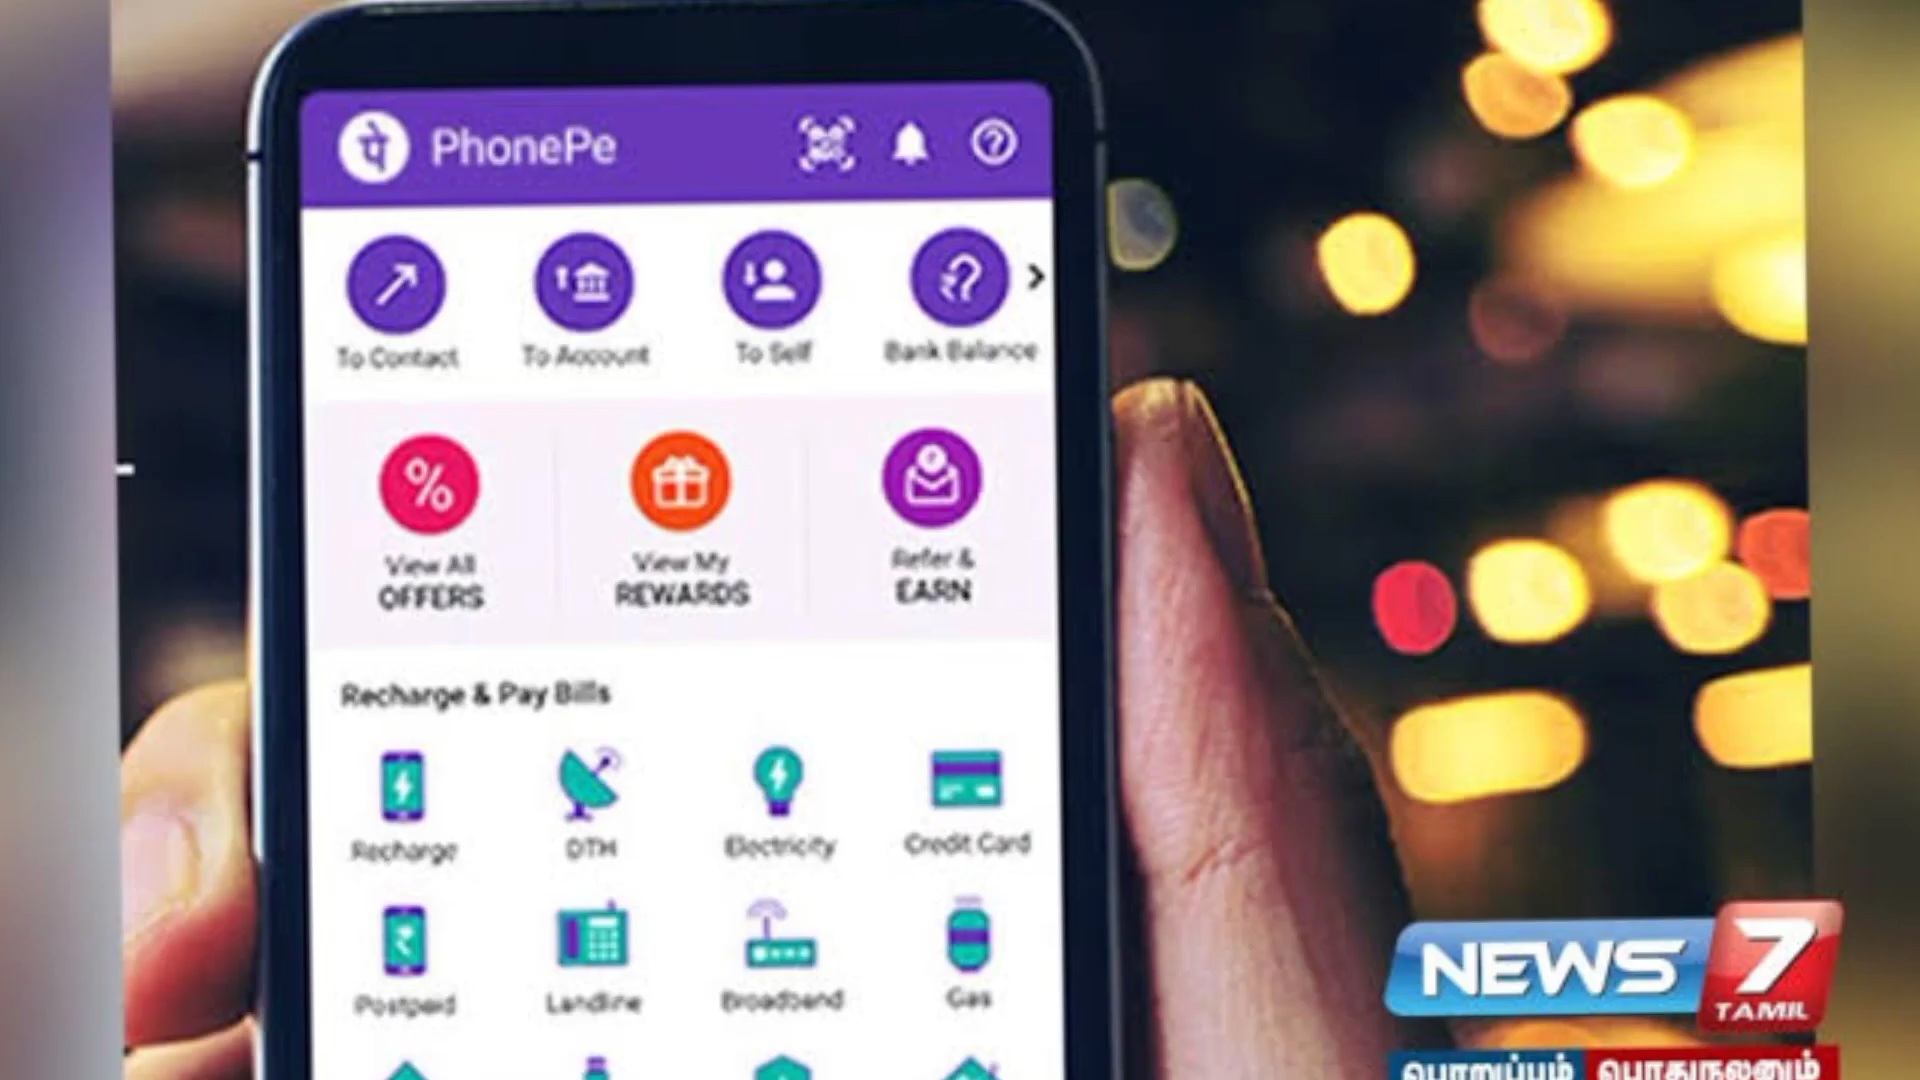 पे PhonePe
To Contact To Account To Self Bank Balance
%
View All View My Refer &
OFFERS REWARDS EARN
Recharge & Pay Bills
Recharge DTH Electricity Credit Card
₹
Postpaid Landline Broadband Gas
NEWS 7
TAMIL
பொறுப்பும் பொதுநலனும்